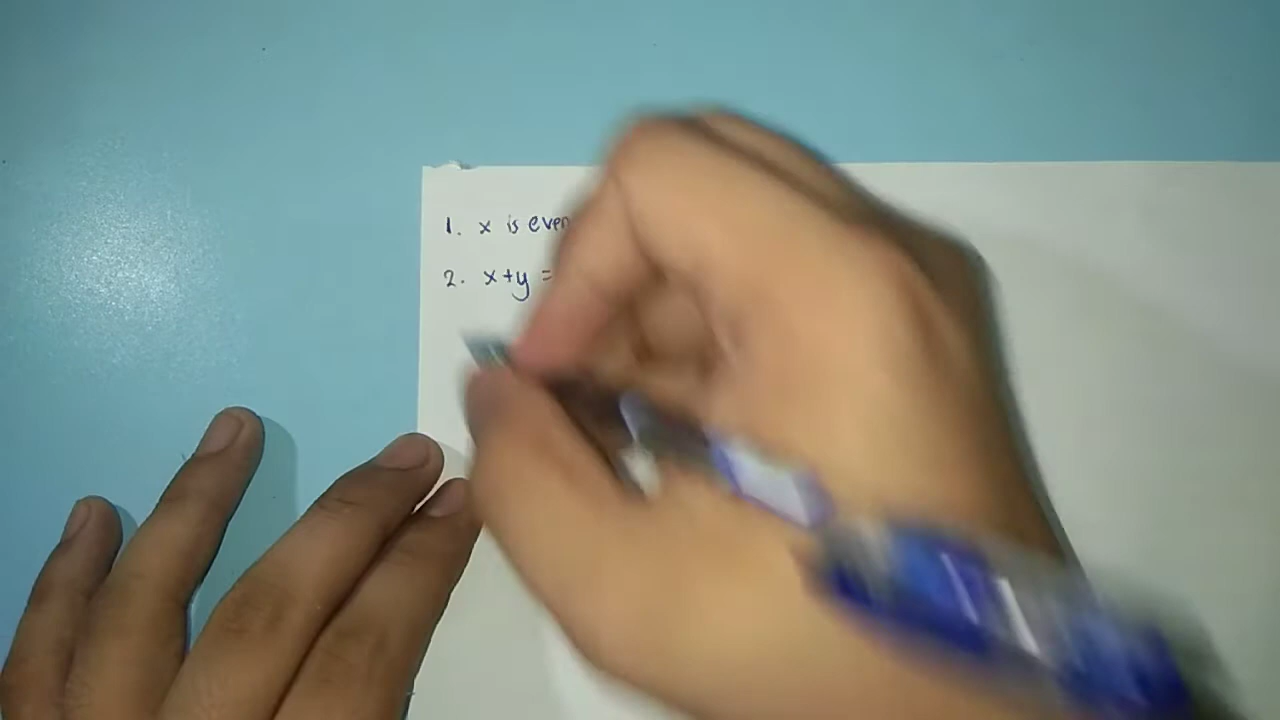 1. x is even
2. x+y =